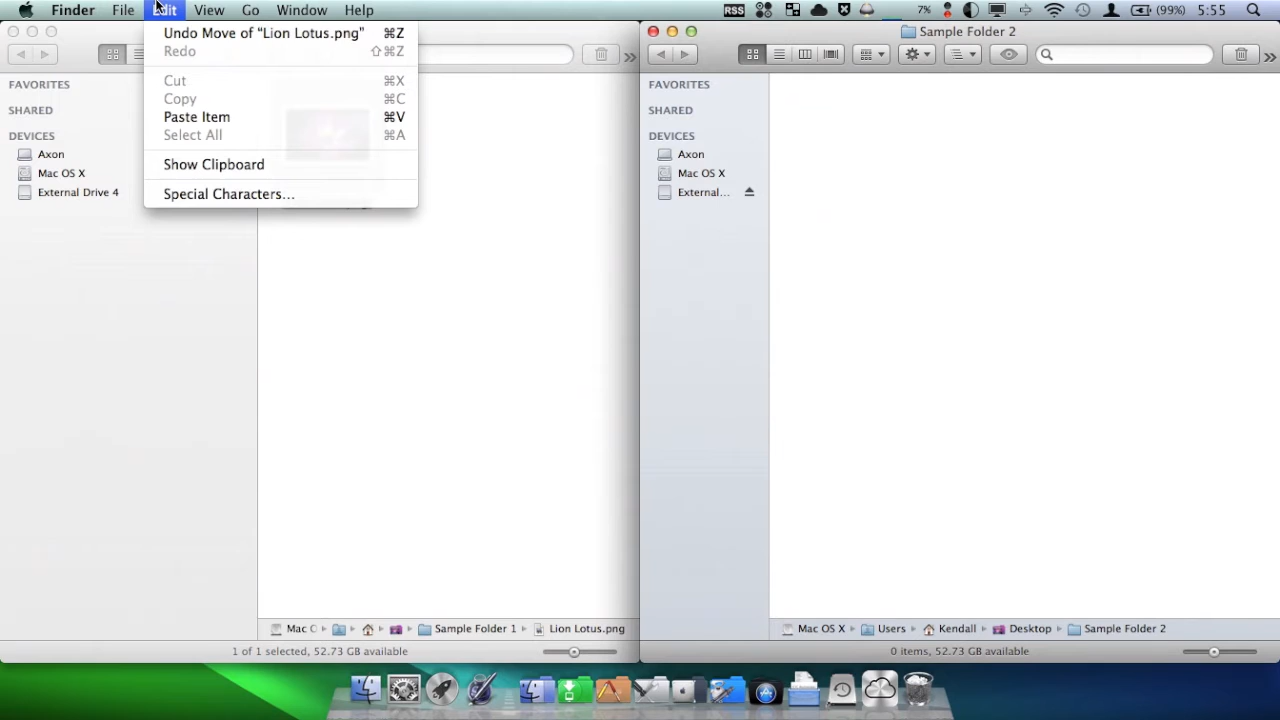 Finder File Edit View Go Window Help RSS 7% (99%) 5:55
Undo Move of “Lion Lotus.png” ⌘Z
Redo ⇧⌘Z
Cut ⌘X
Copy ⌘C
Paste Item ⌘V
Select All ⌘A
Show Clipboard
Special Characters…
FAVORITES
SHARED
DEVICES
Axon
Mac OS X
External Drive 4
Sample Folder 1 Lion Lotus.png
1 of 1 selected, 52.73 GB available
Sample Folder 2
FAVORITES
SHARED
DEVICES
Axon
Mac OS X
External...
Mac OS X Users Kendall Desktop Sample Folder 2
0 items, 52.73 GB available